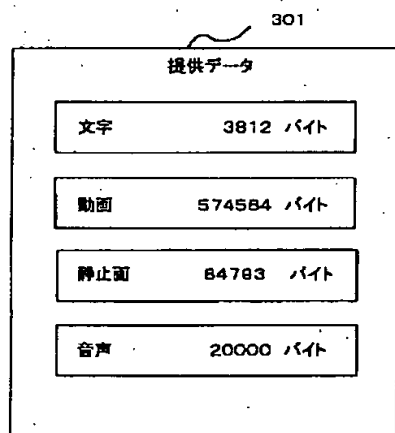 301
提供データ
文字 3812 バイト
動画 574584 バイト
静止画 84783 バイト
音声 20000 バイト